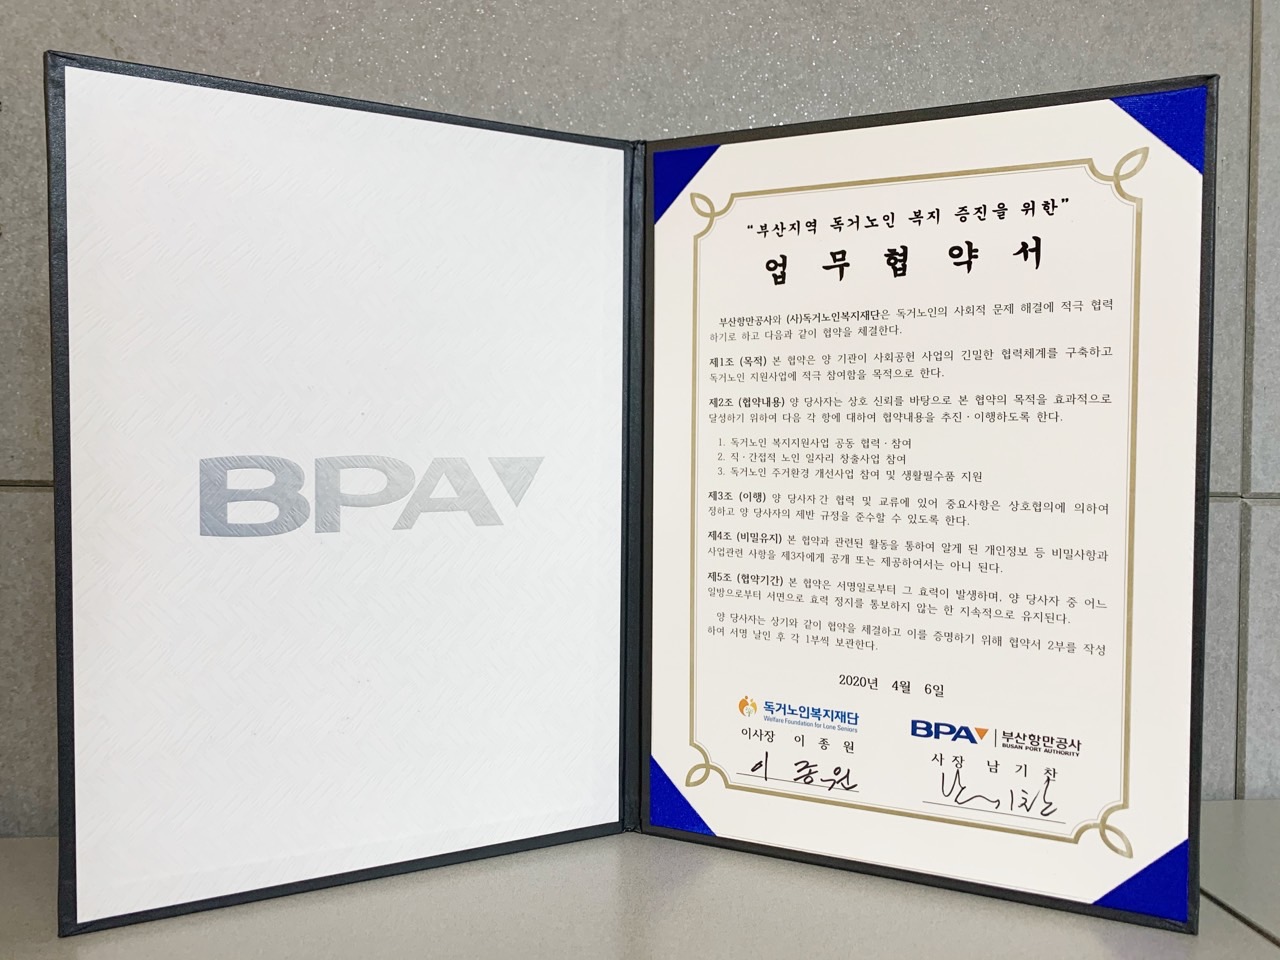 BPA
“부산지역 독거노인 복지 증진을 위한”
업무협약서
부산항만공사와 (사)독거노인복지재단은 독거노인의 사회적 문제 해결에 적극 협력
하기로 하고 다음과 같이 협약을 체결한다.
제1조 (목적) 본 협약은 양 기관이 사회공헌 사업의 긴밀한 협력체계를 구축하고
독거노인 지원사업에 적극 참여함을 목적으로 한다.
제2조 (협약내용) 양 당사자는 상호 신뢰를 바탕으로 본 협약의 목적을 효과적으로
달성하기 위하여 다음 각 항에 대하여 협약내용을 추진·이행하도록 한다.
1. 독거노인 복지지원사업 공동 협력·참여
2. 직·간접적 노인 일자리 창출사업 참여
3. 독거노인 주거환경 개선사업 참여 및 생활필수품 지원
제3조 (이행) 양 당사자간 협력 및 교류에 있어 중요사항은 상호협의에 의하여
정하고 양 당사자의 제반 규정을 준수할 수 있도록 한다.
제4조 (비밀유지) 본 협약과 관련된 활동을 통하여 알게 된 개인정보 등 비밀사항과
사업관련 사항을 제3자에게 공개 또는 제공하여서는 아니 된다.
제5조 (협약기간) 본 협약은 서명일로부터 그 효력이 발생하며, 양 당사자 중 어느
일방으로부터 서면으로 효력 정지를 통보하지 않는 한 지속적으로 유지된다.
양 당사자는 상기와 같이 협약을 체결하고 이를 증명하기 위해 협약서 2부를 작성
하여 서명 날인 후 각 1부씩 보관한다.
2020년 4월 6일
독거노인복지재단
Welfare Foundation for Lone Seniors
이사장 이종원
이종원
BPA 부산항만공사
BUSAN PORT AUTHORITY
사장 남기찬
남기찬